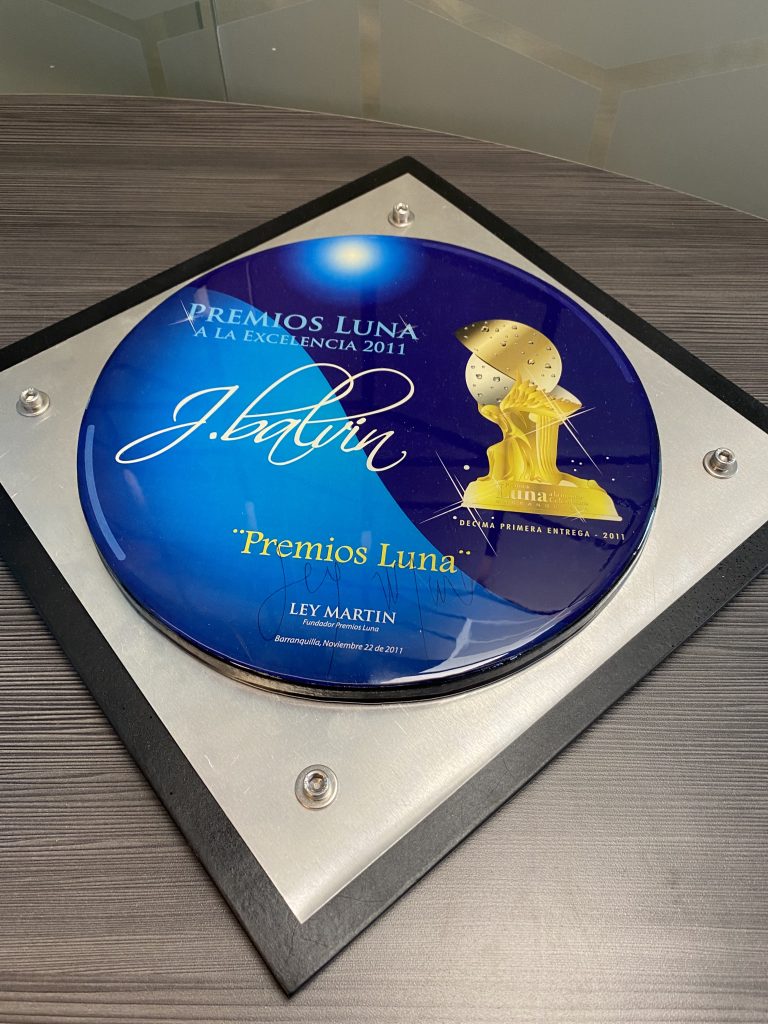 PREMIOS LUNA
A LA EXCELENCIA 2011
J.balvin
Luna
DECIMA PRIMERA ENTREGA - 2011
¨Premios Luna¨
LEY MARTIN
Fundador Premios Luna
Barranquilla, Noviembre 22 de 2011